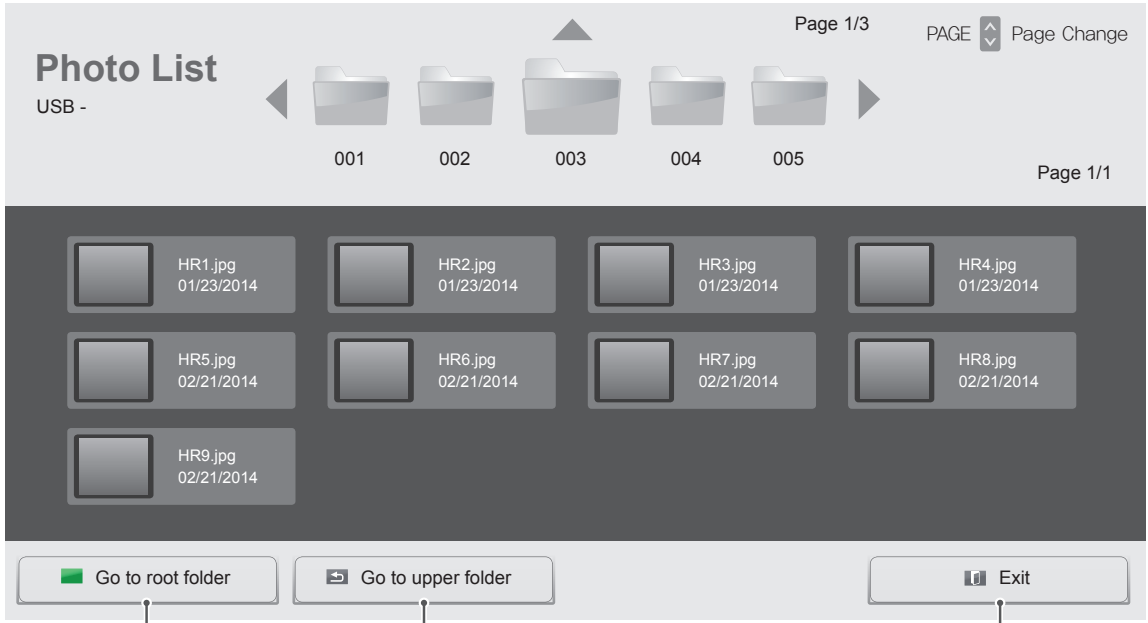 Page 1/3
PAGE Page Change
Photo List
USB -
001 002 003 004 005
Page 1/1
HR1.jpg
01/23/2014
HR2.jpg
01/23/2014
HR3.jpg
01/23/2014
HR4.jpg
01/23/2014
HR5.jpg
02/21/2014
HR6.jpg
02/21/2014
HR7.jpg
02/21/2014
HR8.jpg
02/21/2014
HR9.jpg
02/21/2014
Go to root folder
Go to upper folder
Exit